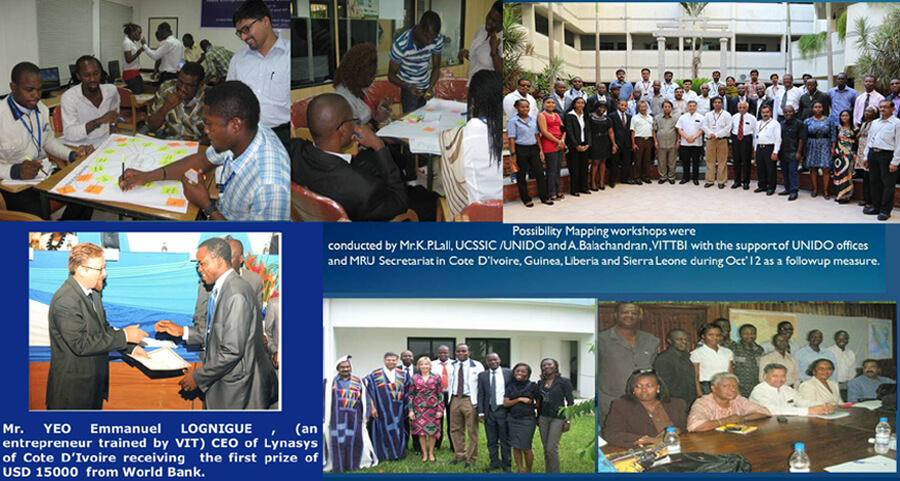 Possibility Mapping workshops were
conducted by Mr.K.P.Lall, UCSSIC /UNIDO and A.Balachandran ,VITTBI with the support of UNIDO offices
and MRU Secretariat in Cote D'Ivoire, Guinea, Liberia and Sierra Leone during Oct'12 as a followup measure.
Mr. YEO Emmanuel LOGNIGUE , (an
entrepreneur trained by VIT) CEO of Lynasys
of Cote D'Ivoire receiving the first prize of
USD 15000 from World Bank.